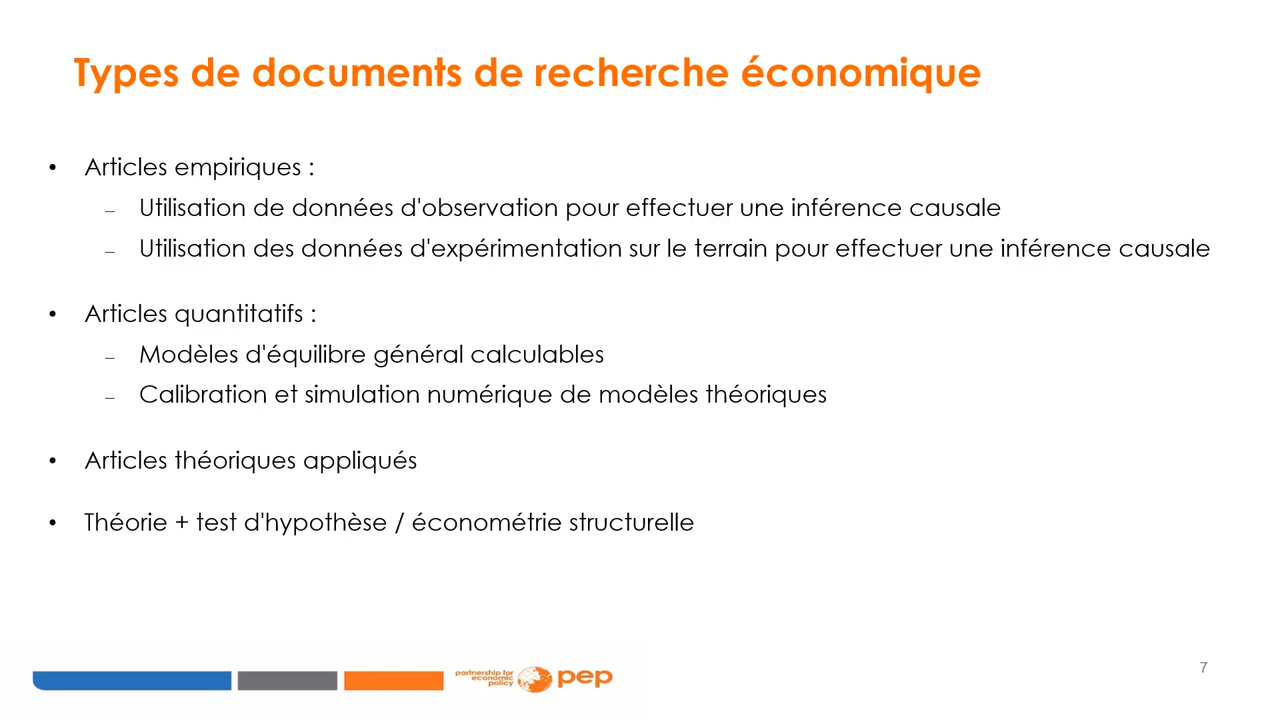 Types de documents de recherche économique
• Articles empiriques :
– Utilisation de données d'observation pour effectuer une inférence causale
– Utilisation des données d'expérimentation sur le terrain pour effectuer une inférence causale
• Articles quantitatifs :
– Modèles d'équilibre général calculables
– Calibration et simulation numérique de modèles théoriques
• Articles théoriques appliqués
• Théorie + test d'hypothèse / économétrie structurelle
partnership for
economic
policy
pep
7